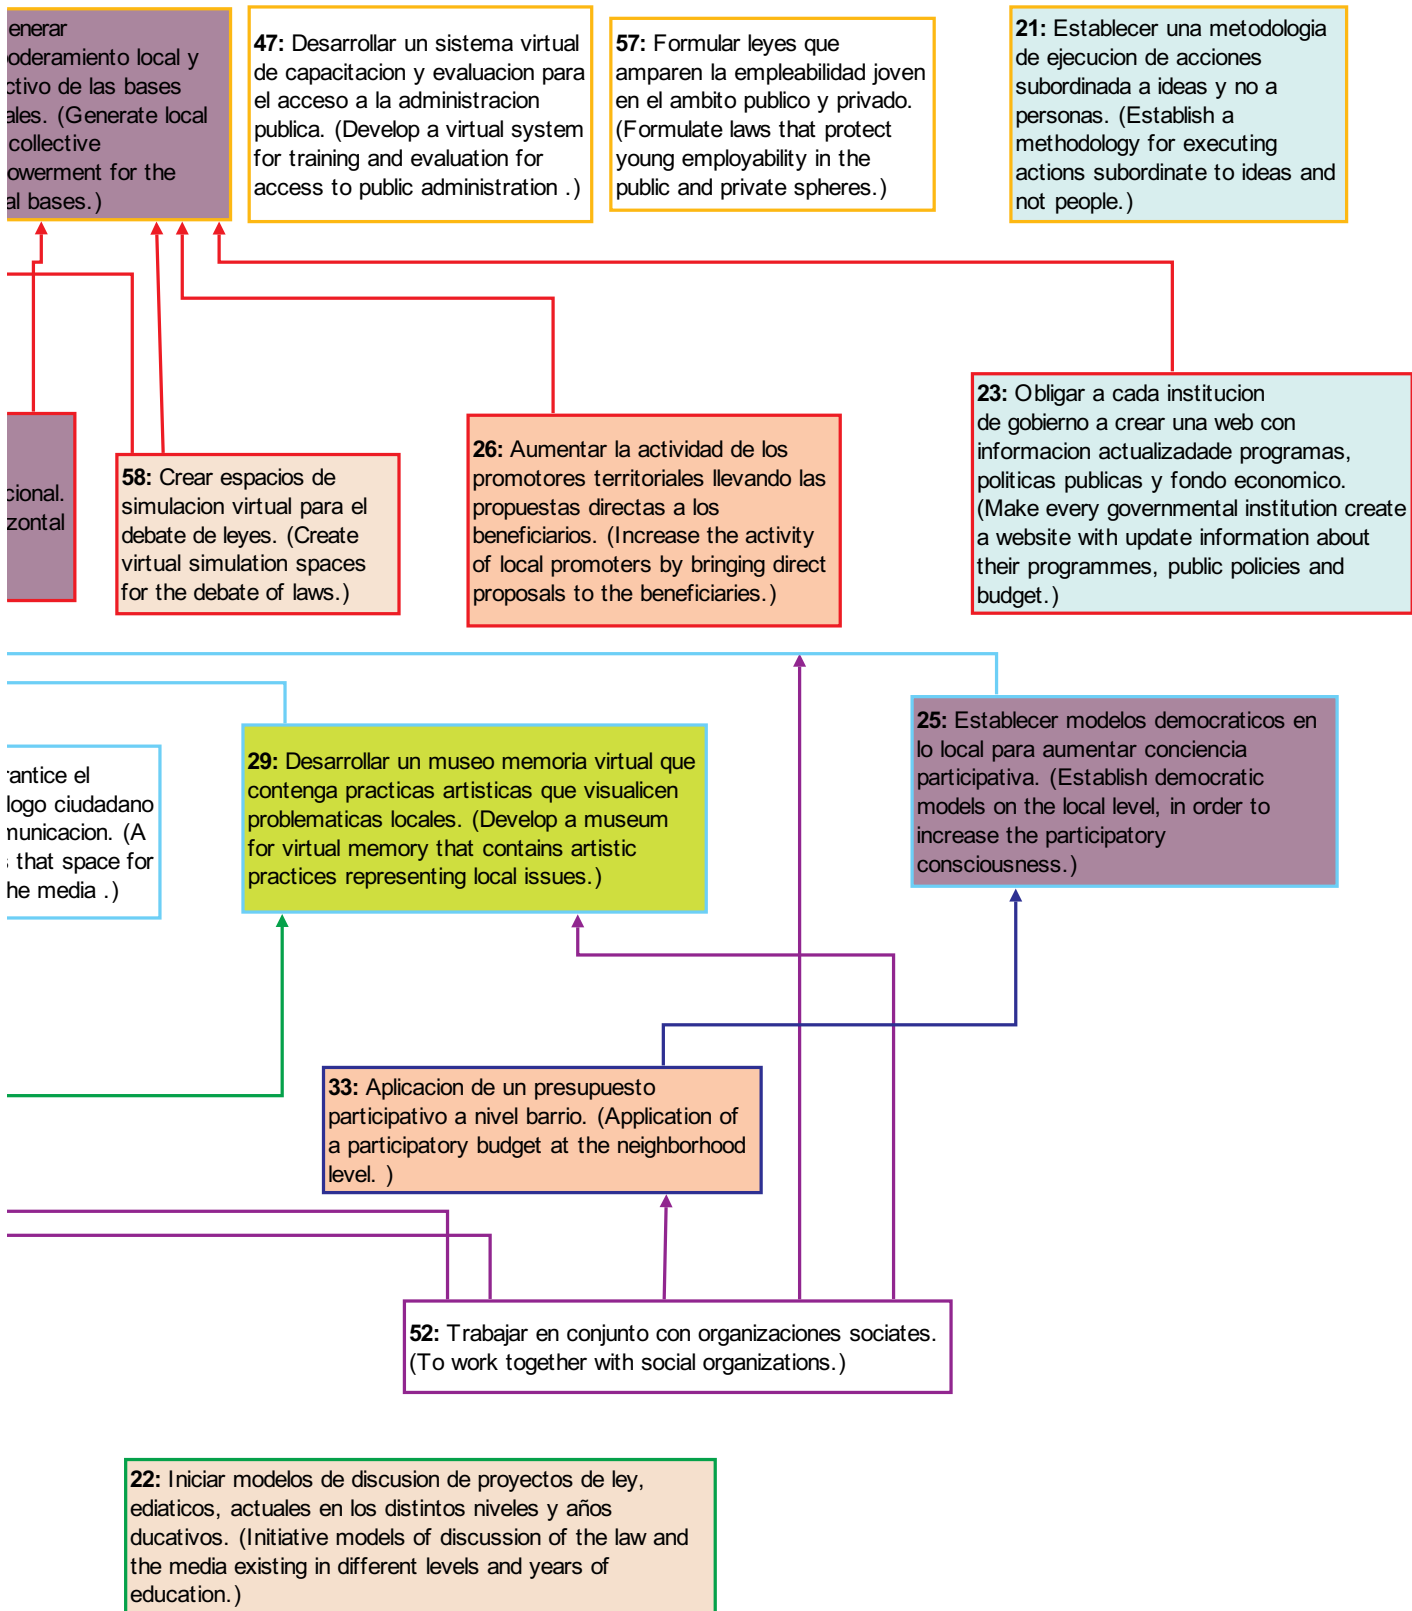 enerar
oderamiento local y
ctivo de las bases
ales. (Generate local
collective
owerment for the
al bases.)
47: Desarrollar un sistema virtual
de capacitacion y evaluacion para
el acceso a la administracion
publica. (Develop a virtual system
for training and evaluation for
access to public administration .)
57: Formular leyes que
amparen la empleabilidad joven
en el ambito publico y privado.
(Formulate laws that protect
young employability in the
public and private spheres.)
21: Establecer una metodologia
de ejecucion de acciones
subordinada a ideas y no a
personas. (Establish a
methodology for executing
actions subordinate to ideas and
not people.)
cional.
zontal
58: Crear espacios de
simulacion virtual para el
debate de leyes. (Create
virtual simulation spaces
for the debate of laws.)
26: Aumentar la actividad de los
promotores territoriales llevando las
propuestas directas a los
beneficiarios. (Increase the activity
of local promoters by bringing direct
proposals to the beneficiaries.)
23: Obligar a cada institucion
de gobierno a crear una web con
informacion actualizadade programas,
politicas publicas y fondo economico.
(Make every governmental institution create
a website with update information about
their programmes, public policies and
budget.)
rantice el
logo ciudadano
municacion. (A
that space for
he media .)
29: Desarrollar un museo memoria virtual que
contenga practicas artisticas que visualicen
problematicas locales. (Develop a museum
for virtual memory that contains artistic
practices representing local issues.)
25: Establecer modelos democraticos en
lo local para aumentar conciencia
participativa. (Establish democratic
models on the local level, in order to
increase the participatory
consciousness.)
33: Aplicacion de un presupuesto
participativo a nivel barrio. (Application of
a participatory budget at the neighborhood
level. )
52: Trabajar en conjunto con organizaciones sociates.
(To work together with social organizations.)
22: Iniciar modelos de discusion de proyectos de ley,
ediaticos, actuales en los distintos niveles y años
ducativos. (Initiative models of discussion of the law and
the media existing in different levels and years of
education.)